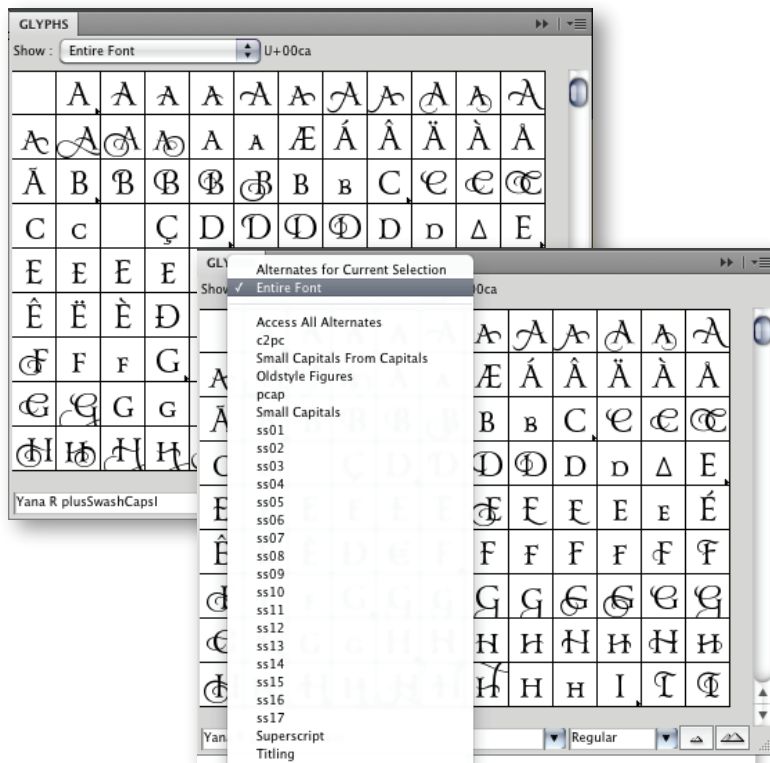 GLYPHS
Show : Entire Font U+00ca
A A A A A A A A A A A
A A A A A A Æ Á Â Ä À Å
Ã B B B B B B B C C C C
C C Ç D D D D D D Δ E
E E E E
Ê Ë È Ð
F F F G
G G G G
H H H H
Yana R plusSwashCapsI
GLY
Show
0ca
Alternates for Current Selection
✓ Entire Font
Access All Alternates
c2pc
Small Capitals From Capitals
Oldstyle Figures
pcap
Small Capitals
ss01
ss02
ss03
ss04
ss05
ss06
ss07
ss08
ss09
ss10
ss11
ss12
ss13
ss14
ss15
ss16
ss17
Superscript
Titling
A A A A A A
Æ Á Â Ä À Å
B B C C C C
D D D D Δ E
E E E E E É
F F F F F F
G G G G G G
H H H H H H
H H H I I I
Yan
Regular